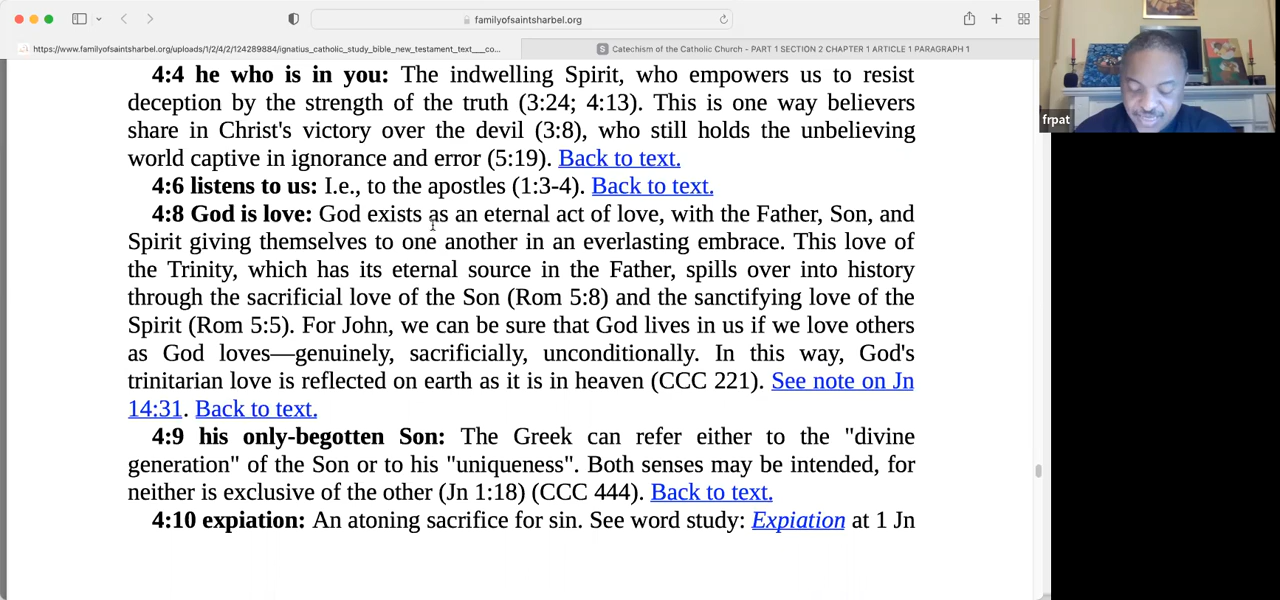 familyofsaintsharbel.org
https://www.familyofsaintsharbel.org/uploads/1/2/4/2/124289884/ignatius_catholic_study_bible_new_testament_text___co...
S Catechism of the Catholic Church - PART 1 SECTION 2 CHAPTER 1 ARTICLE 1 PARAGRAPH 1
4:4 he who is in you: The indwelling Spirit, who empowers us to resist
deception by the strength of the truth (3:24; 4:13). This is one way believers
share in Christ's victory over the devil (3:8), who still holds the unbelieving
world captive in ignorance and error (5:19). Back to text.
4:6 listens to us: I.e., to the apostles (1:3-4). Back to text.
4:8 God is love: God exists as an eternal act of love, with the Father, Son, and
Spirit giving themselves to one another in an everlasting embrace. This love of
the Trinity, which has its eternal source in the Father, spills over into history
through the sacrificial love of the Son (Rom 5:8) and the sanctifying love of the
Spirit (Rom 5:5). For John, we can be sure that God lives in us if we love others
as God loves—genuinely, sacrificially, unconditionally. In this way, God's
trinitarian love is reflected on earth as it is in heaven (CCC 221). See note on Jn
14:31. Back to text.
4:9 his only-begotten Son: The Greek can refer either to the "divine
generation" of the Son or to his "uniqueness". Both senses may be intended, for
neither is exclusive of the other (Jn 1:18) (CCC 444). Back to text.
4:10 expiation: An atoning sacrifice for sin. See word study: Expiation at 1 Jn
frpat